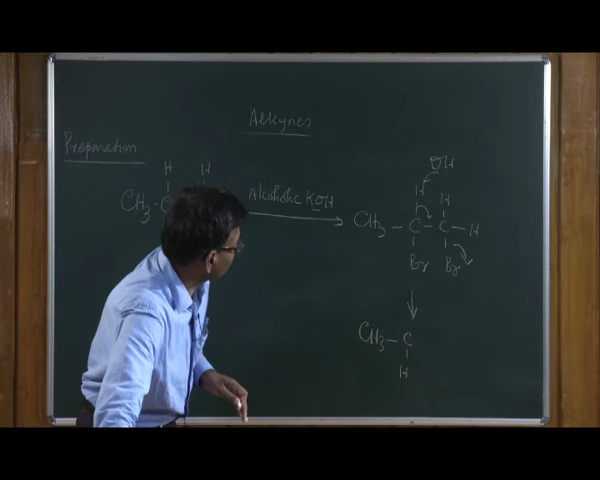 Alkynes
Preparation
OH
H H H H
CH3 - C Alcoholic KOH CH3 - C - C - H
Br Br
CH3 - C
H